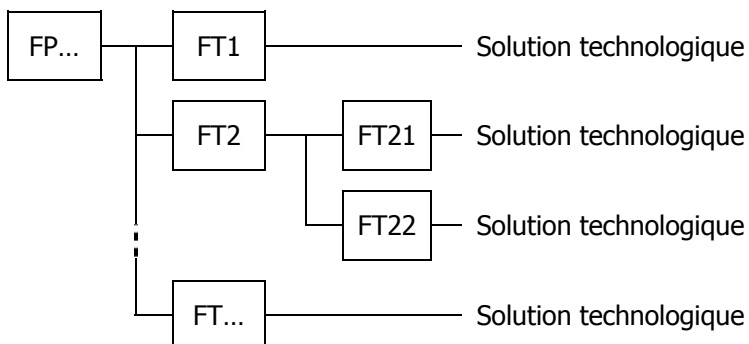 FP... FT1 Solution technologique
FT2 FT21 Solution technologique
FT22 Solution technologique
FT... Solution technologique